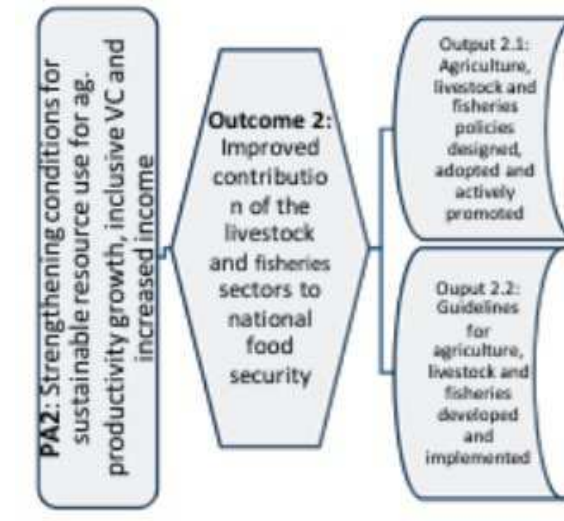 PA2: Strengthening conditions for
sustainable resource use for ag.
productivity growth, inclusive VC and
increased income
Outcome 2:
Improved
contributio
n of the
livestock
and fisheries
sectors to
national
food
security
Output 2.1:
Agriculture,
livestock and
fisheries
policies
designed,
adopted and
actively
promoted
Ouput 2.2:
Guidelines
for
agriculture,
livestock and
fisheries
developed
and
implemented